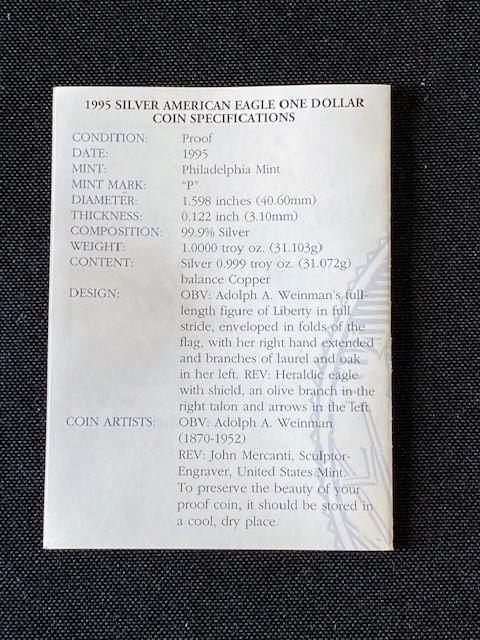 1995 SILVER AMERICAN EAGLE ONE DOLLAR
COIN SPECIFICATIONS
CONDITION: Proof
DATE: 1995
MINT: Philadelphia Mint
MINT MARK: "P"
DIAMETER: 1.598 inches (40.60mm)
THICKNESS: 0.122 inch (3.10mm)
COMPOSITION: 99.9% Silver
WEIGHT: 1.0000 troy oz. (31.103g)
CONTENT: Silver 0.999 troy oz. (31.072g)
balance Copper
DESIGN: OBV: Adolph A. Weinman's full-
length figure of Liberty in full
stride, enveloped in folds of the
flag, with her right hand extended
and branches of laurel and oak
in her left. REV: Heraldic eagle
with shield, an olive branch in the
right talon and arrows in the left.
COIN ARTISTS: OBV: Adolph A. Weinman
(1870-1952)
REV: John Mercanti, Sculptor-
Engraver, United States Mint.
To preserve the beauty of your
proof coin, it should be stored in
a cool, dry place.